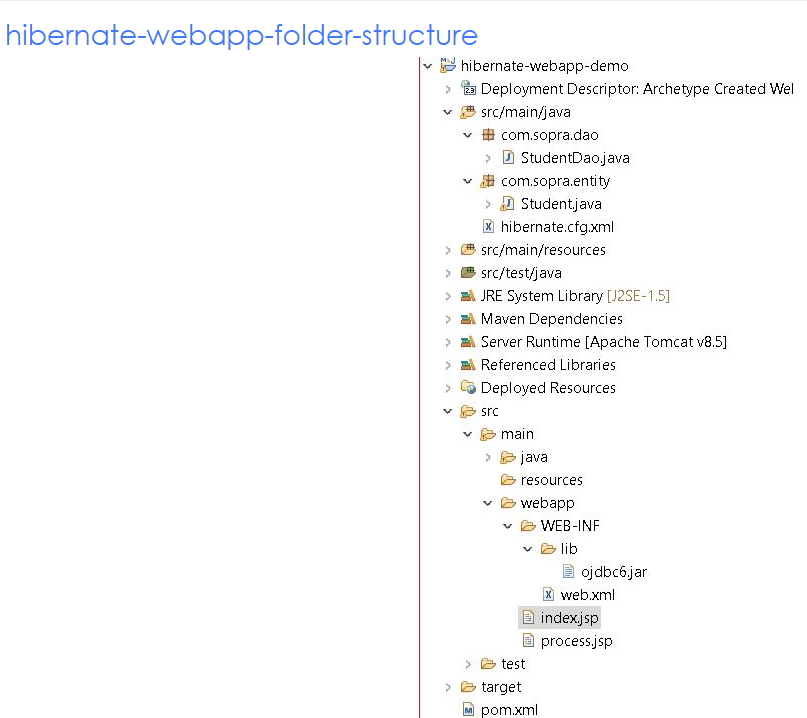 hibernate-webapp-folder-structure
hibernate-webapp-demo
Deployment Descriptor: Archetype Created Wel
src/main/java
com.sopra.dao
StudentDao.java
com.sopra.entity
Student.java
hibernate.cfg.xml
src/main/resources
src/test/java
JRE System Library [J2SE-1.5]
Maven Dependencies
Server Runtime [Apache Tomcat v8.5]
Referenced Libraries
Deployed Resources
src
main
java
resources
webapp
WEB-INF
lib
ojdbc6.jar
web.xml
index.jsp
process.jsp
test
target
pom.xml